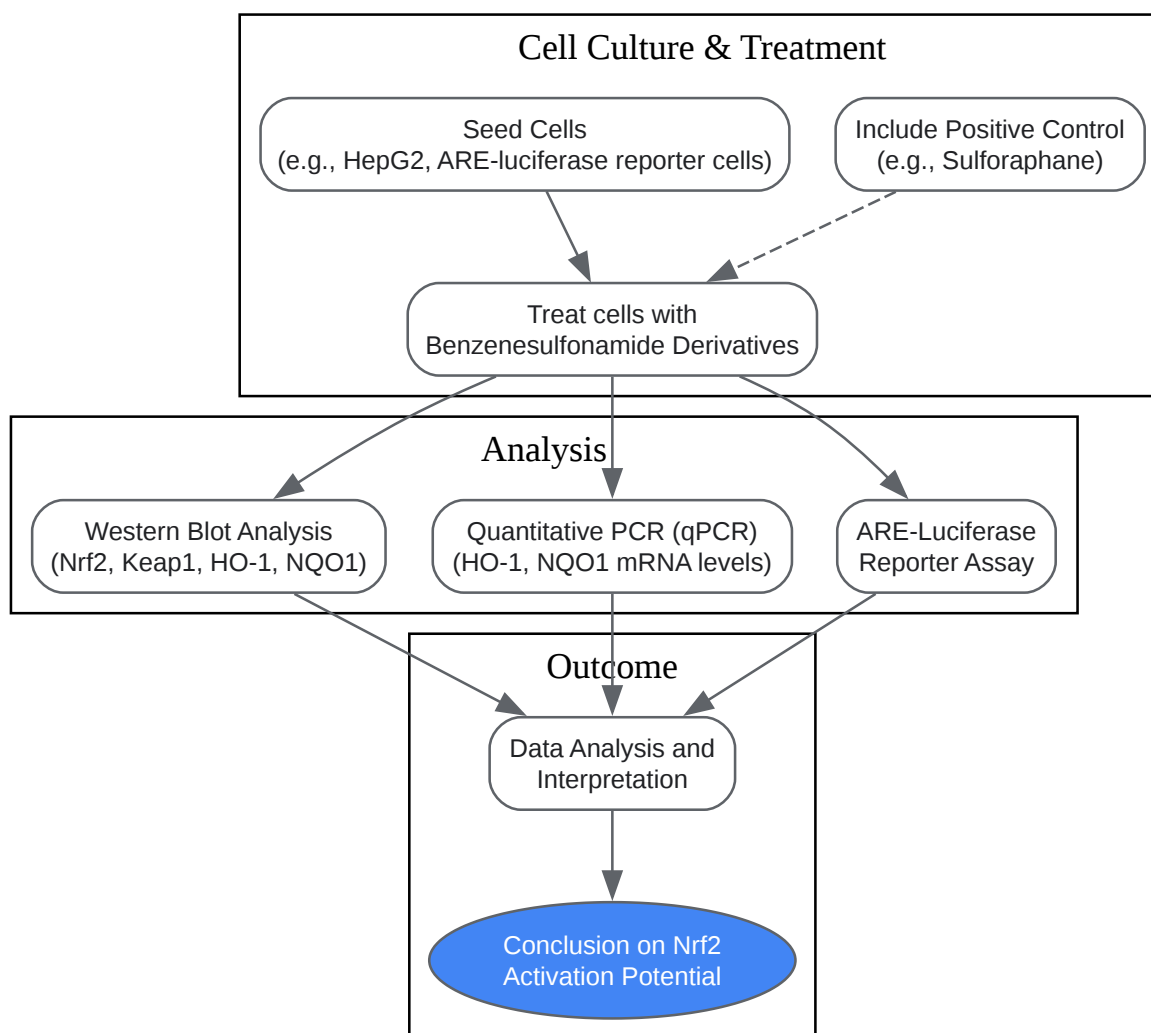 Cell Culture & Treatment
Seed Cells
(e.g., HepG2, ARE-luciferase reporter cells)
Include Positive Control
(e.g., Sulforaphane)
Treat cells with
Benzenesulfonamide Derivatives
Analysis
Western Blot Analysis
(Nrf2, Keap1, HO-1, NQO1)
Quantitative PCR (qPCR)
(HO-1, NQO1 mRNA levels)
ARE-Luciferase
Reporter Assay
Outcome
Data Analysis and
Interpretation
Conclusion on Nrf2
Activation Potential